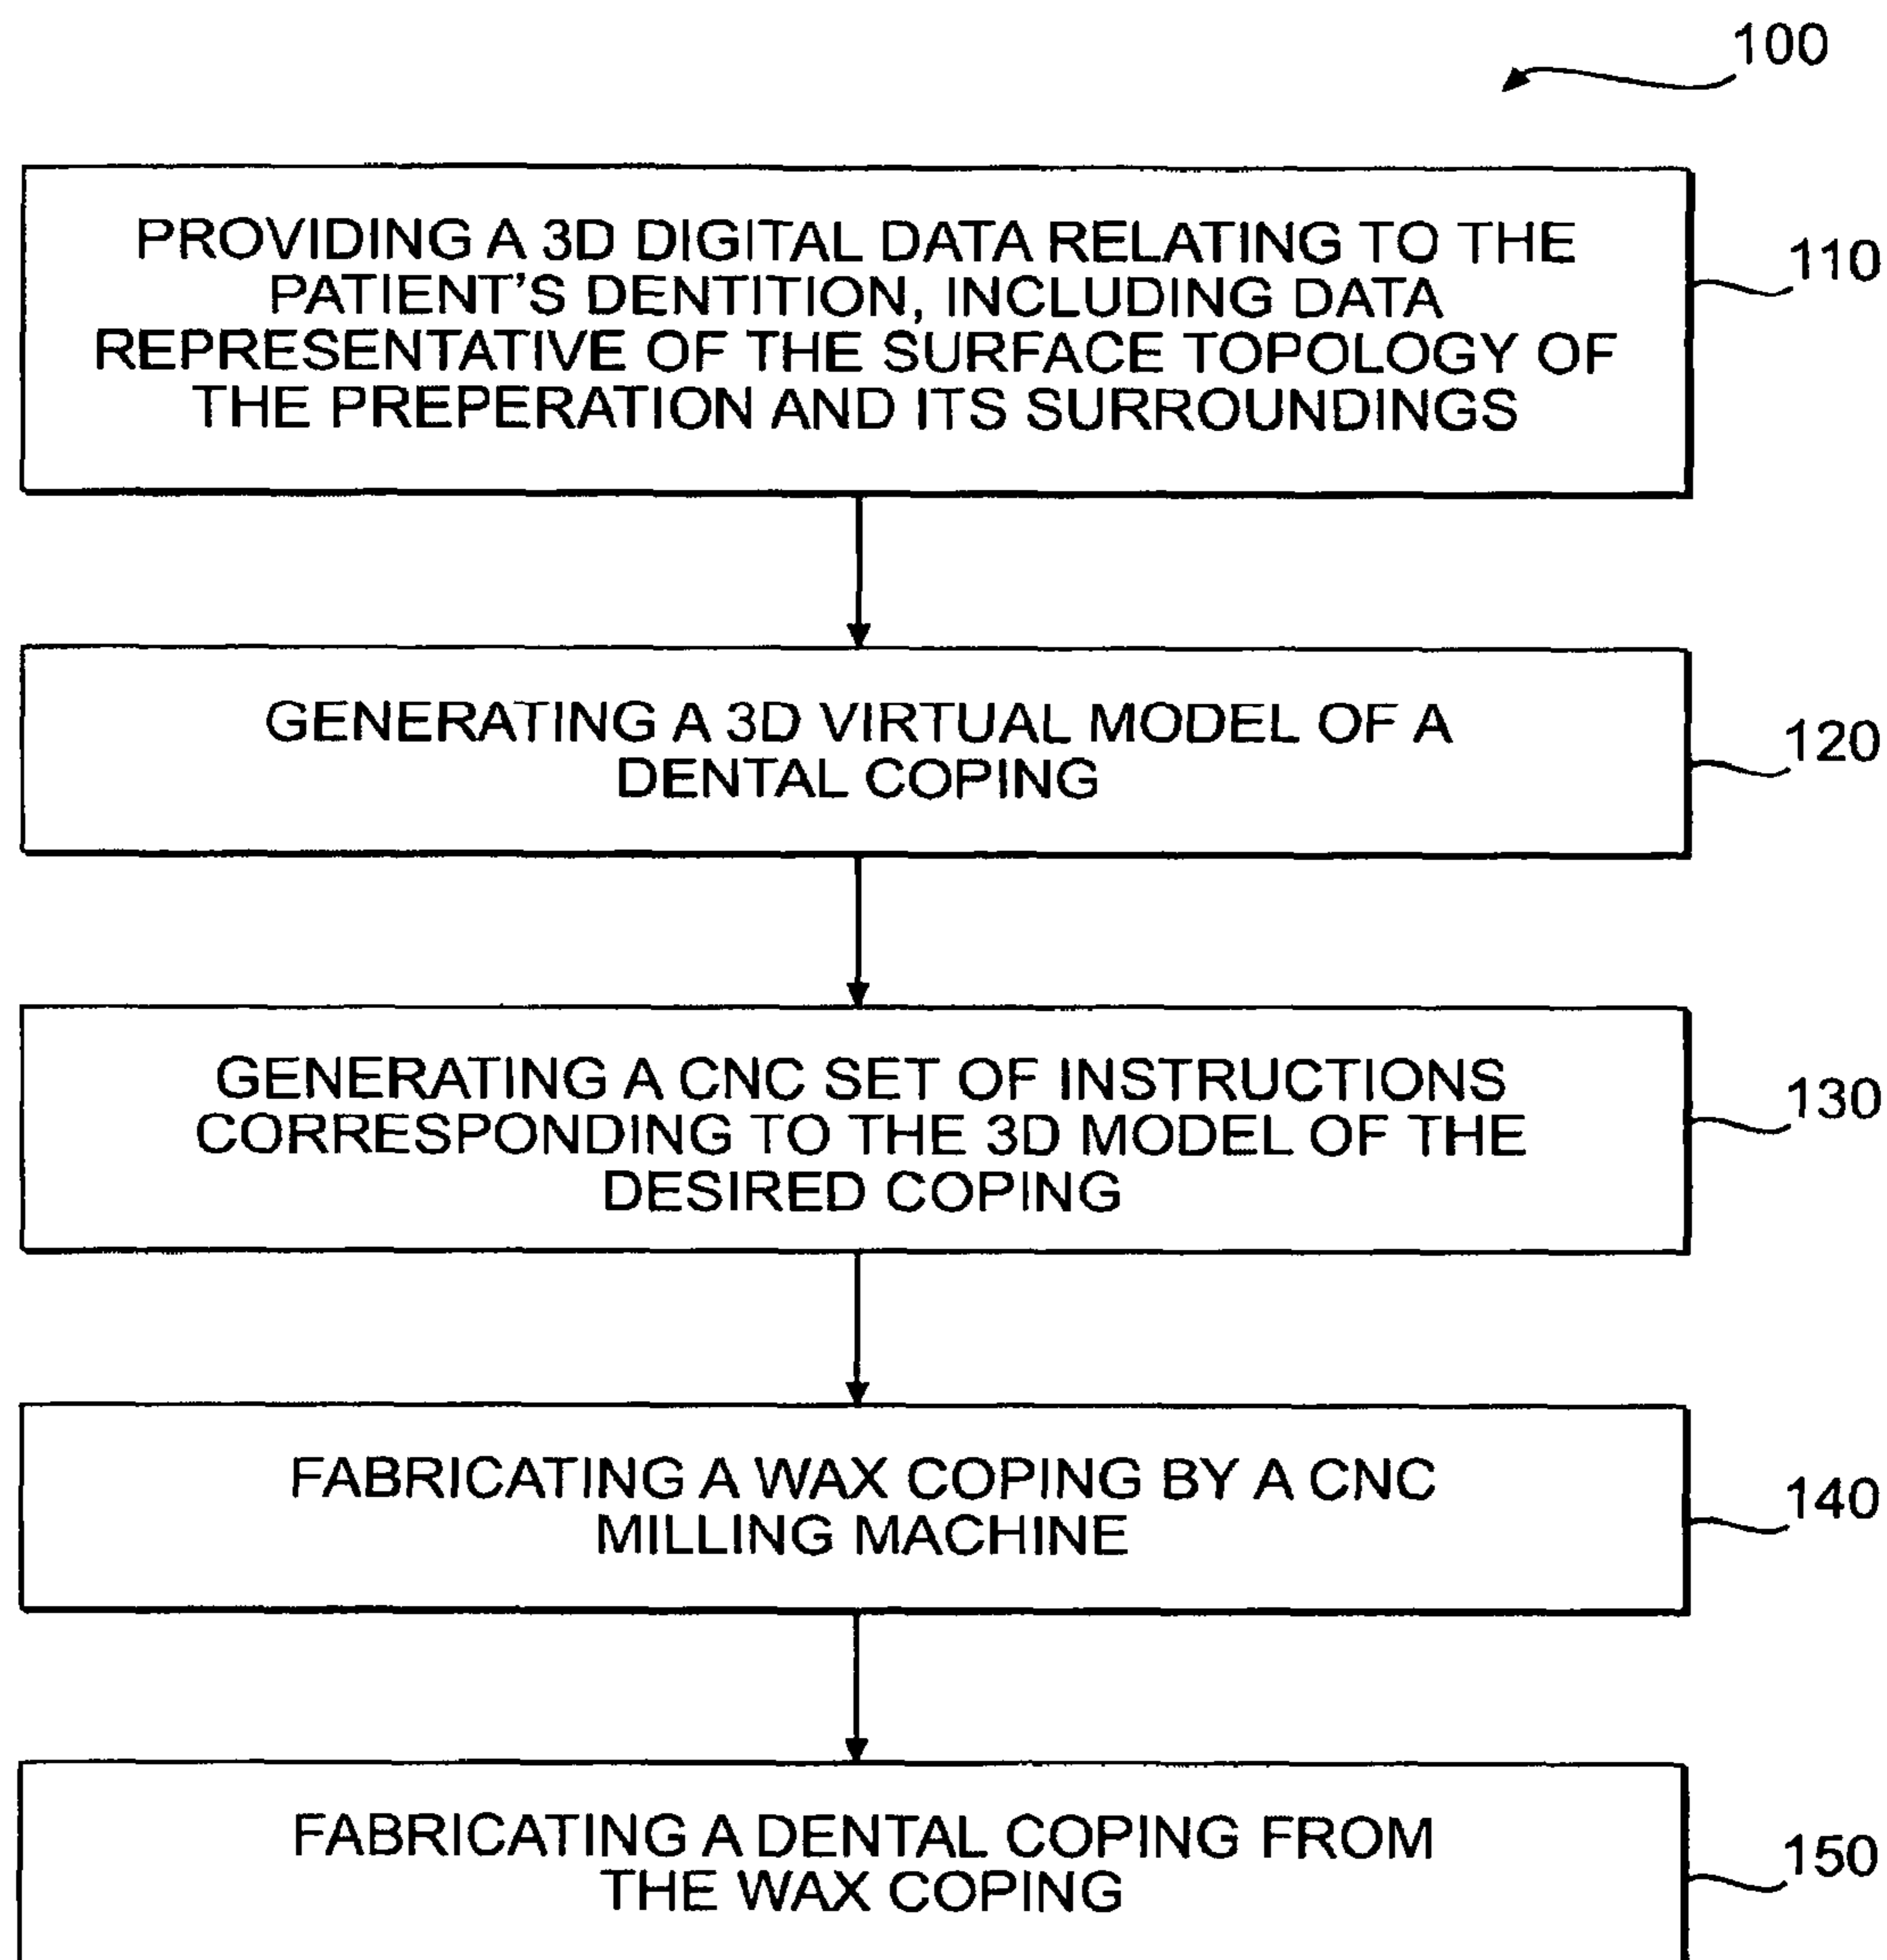 100
PROVIDING A 3D DIGITAL DATA RELATING TO THE
PATIENT'S DENTITION, INCLUDING DATA
REPRESENTATIVE OF THE SURFACE TOPOLOGY OF
THE PREPERATION AND ITS SURROUNDINGS
110
GENERATING A 3D VIRTUAL MODEL OF A
DENTAL COPING
120
GENERATING A CNC SET OF INSTRUCTIONS
CORRESPONDING TO THE 3D MODEL OF THE
DESIRED COPING
130
FABRICATING A WAX COPING BY A CNC
MILLING MACHINE
140
FABRICATING A DENTAL COPING FROM
THE WAX COPING
150